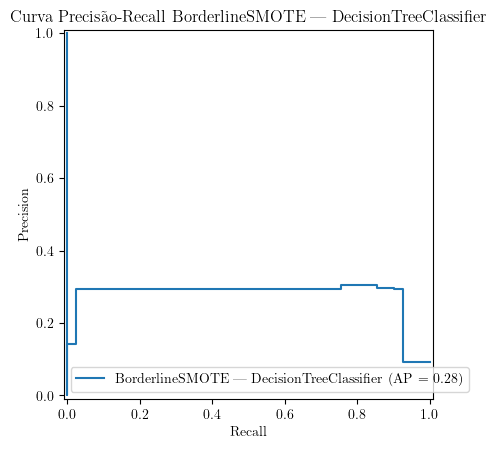 Curva Precisão-Recall BorderlineSMOTE — DecisionTreeClassifier
1.0
0.8
0.6
0.4
0.2
0.0
Precision
BorderlineSMOTE — DecisionTreeClassifier (AP = 0.28)
0.0 0.2 0.4 0.6 0.8 1.0
Recall